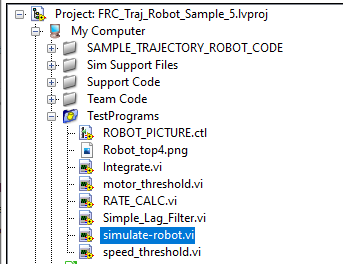 Project: FRC_Traj_Robot_Sample_5.lvproj
My Computer
SAMPLE_TRAJECTORY_ROBOT_CODE
Sim Support Files
Support Code
Team Code
TestPrograms
ROBOT_PICTURE.ctl
Robot_top4.png
Integrate.vi
motor_threshold.vi
RATE_CALC.vi
Simple_Lag_Filter.vi
simulate-robot.vi
speed_threshold.vi